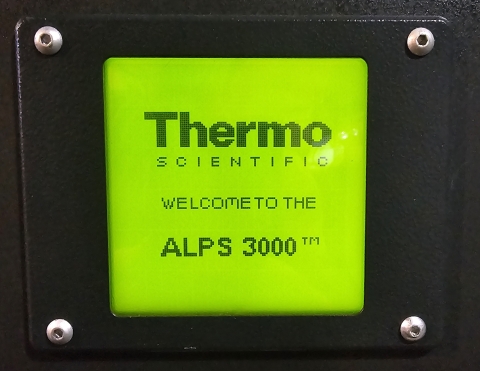 Thermo
SCIENTIFIC
WELCOME TO THE
ALPS 3000™